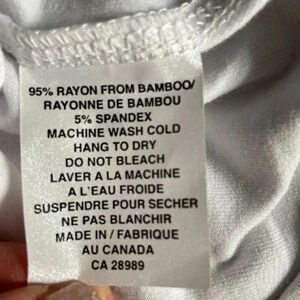 95% RAYON FROM BAMBOO/
RAYONNE DE BAMBOU
5% SPANDEX
MACHINE WASH COLD
HANG TO DRY
DO NOT BLEACH
LAVER A LA MACHINE
A L'EAU FROIDE
SUSPENDRE POUR SECHER
NE PAS BLANCHIR
MADE IN / FABRIQUE
AU CANADA
CA 28989